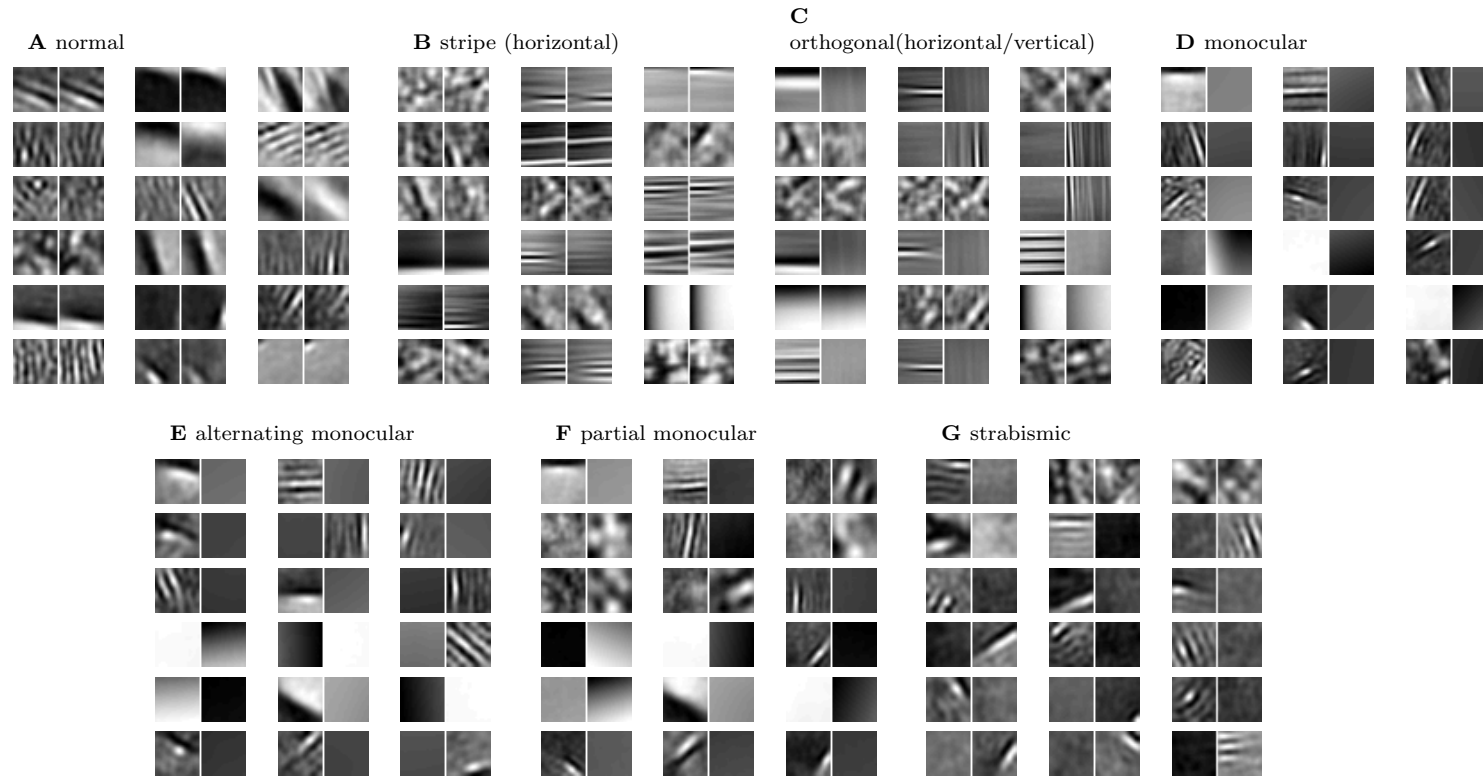 A normal
B stripe (horizontal)
C
orthogonal(horizontal/vertical)
D monocular
E alternating monocular
F partial monocular
G strabismic